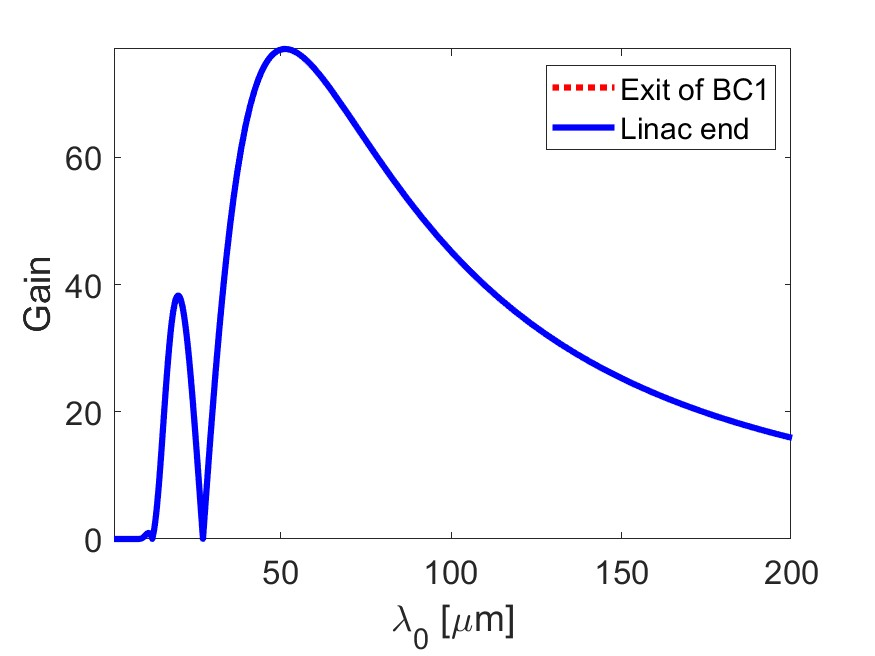 Exit of BC1
Linac end
Gain
60
40
20
0
50 100 150 200
λ₀ [μm]